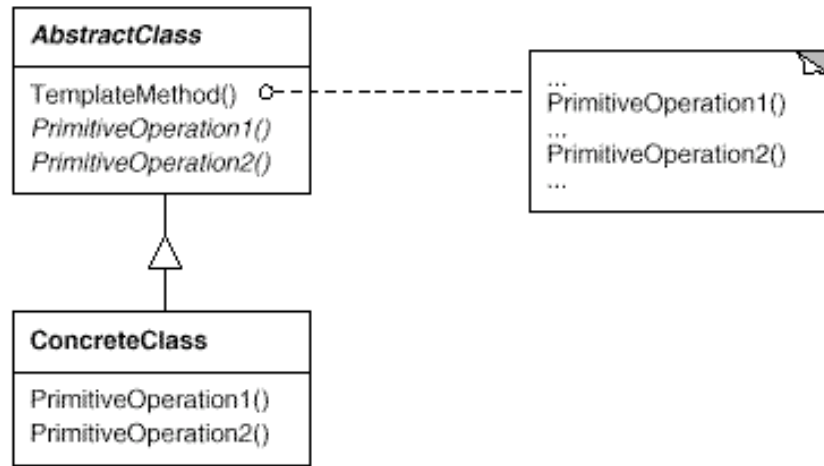 AbstractClass
TemplateMethod()
PrimitiveOperation1()
PrimitiveOperation2()
...
PrimitiveOperation1()
...
PrimitiveOperation2()
...
ConcreteClass
PrimitiveOperation1()
PrimitiveOperation2()